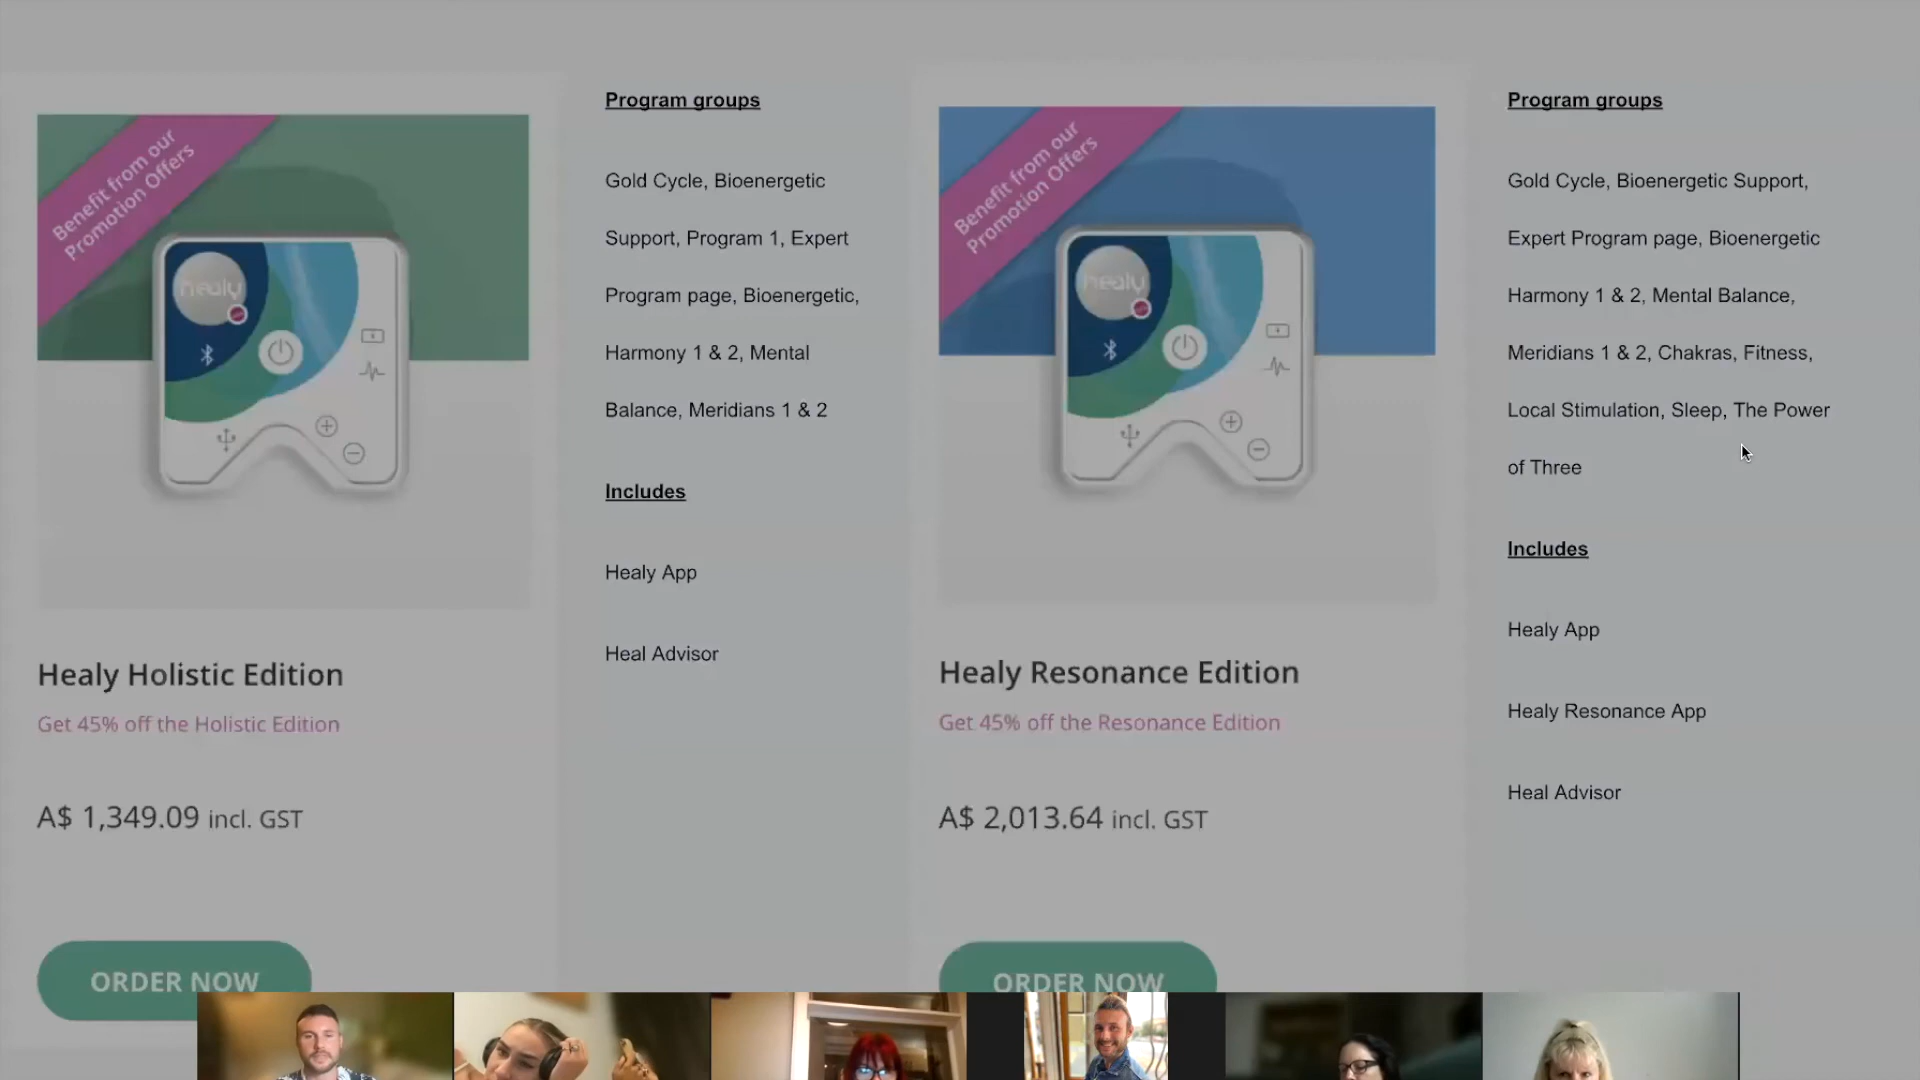 Benefit from our
Promotion Offers
healy
Healy Holistic Edition
Get 45% off the Holistic Edition
A$ 1,349.09 incl. GST
ORDER NOW
Program groups
Gold Cycle, Bioenergetic
Support, Program 1, Expert
Program page, Bioenergetic,
Harmony 1 & 2, Mental
Balance, Meridians 1 & 2
Includes
Healy App
Heal Advisor
Benefit from our
Promotion Offers
healy
Healy Resonance Edition
Get 45% off the Resonance Edition
A$ 2,013.64 incl. GST
ORDER NOW
Program groups
Gold Cycle, Bioenergetic Support,
Expert Program page, Bioenergetic
Harmony 1 & 2, Mental Balance,
Meridians 1 & 2, Chakras, Fitness,
Local Stimulation, Sleep, The Power
of Three
Includes
Healy App
Healy Resonance App
Heal Advisor